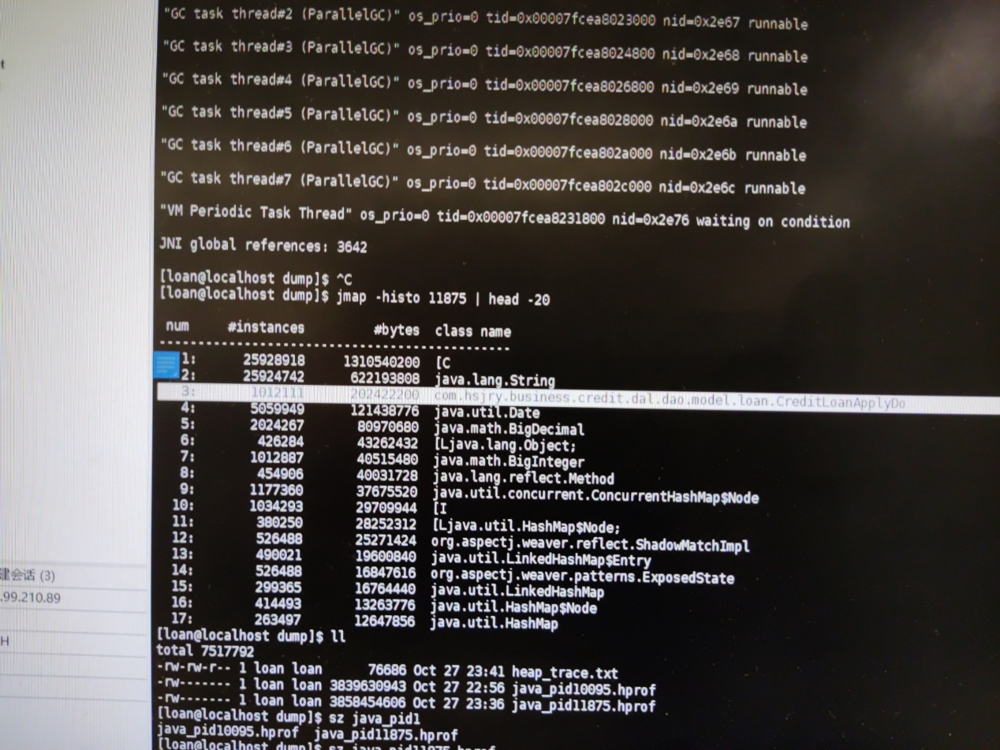 t
"GC task thread#2 (ParallelGC)" os_prio=0 tid=0x00007fcea8023000 nid=0x2e67 runnable
"GC task thread#3 (ParallelGC)" os_prio=0 tid=0x00007fcea8024800 nid=0x2e68 runnable
"GC task thread#4 (ParallelGC)" os_prio=0 tid=0x00007fcea8026800 nid=0x2e69 runnable
"GC task thread#5 (ParallelGC)" os_prio=0 tid=0x00007fcea8028000 nid=0x2e6a runnable
"GC task thread#6 (ParallelGC)" os_prio=0 tid=0x00007fcea802a000 nid=0x2e6b runnable
"GC task thread#7 (ParallelGC)" os_prio=0 tid=0x00007fcea802c000 nid=0x2e6c runnable
"VM Periodic Task Thread" os_prio=0 tid=0x00007fcea8231800 nid=0x2e76 waiting on condition
JNI global references: 3642
[loan@localhost dump]$ ^C
[loan@localhost dump]$ jmap -histo 11875 | head -20
num #instances #bytes class name
----------------------------------------------
1: 25928918 1310540200 [C
2: 25924742 622193808 java.lang.String
3: 1012111 202422200 com.hsjry.business.credit.dal.dao.model.loan.CreditLoanApplyDo
4: 5059949 121438776 java.util.Date
5: 2024267 80970680 java.math.BigDecimal
6: 426284 43262432 [Ljava.lang.Object;
7: 1012887 40515480 java.math.BigInteger
8: 454906 40031728 java.lang.reflect.Method
9: 1177360 37675520 java.util.concurrent.ConcurrentHashMap$Node
10: 1034293 29709944 [I
11: 380250 28252312 [Ljava.util.HashMap$Node;
12: 526488 25271424 org.aspectj.weaver.reflect.ShadowMatchImpl
13: 490021 19600840 java.util.LinkedHashMap$Entry
14: 526488 16847616 org.aspectj.weaver.patterns.ExposedState
15: 299365 16764440 java.util.LinkedHashMap
16: 414493 13263776 java.util.HashMap$Node
17: 263497 12647856 java.util.HashMap
[loan@localhost dump]$ ll
total 7517792
-rw-rw-r-- 1 loan loan 76686 Oct 27 23:41 heap_trace.txt
-rw------- 1 loan loan 3839630943 Oct 27 22:56 java_pid10095.hprof
-rw------- 1 loan loan 3858454606 Oct 27 23:36 java_pid11875.hprof
[loan@localhost dump]$ sz java_pid1
java_pid10095.hprof java_pid11875.hprof
[loan@localhost dump]$ sz java_pid11875.hprof
建会话 (3)
.99.210.89
H